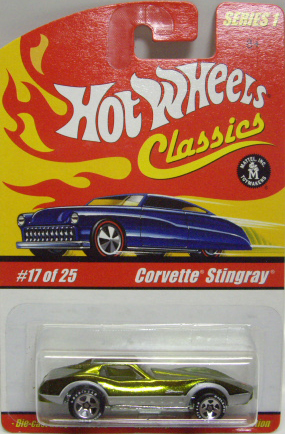 SERIES 1
Hot Wheels
Classics
MATTEL, INC.
M
TOYMAKERS
#17 of 25 Corvette® Stingray®